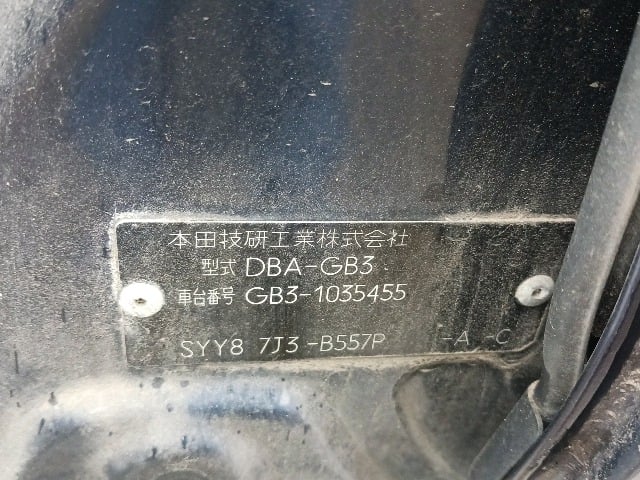 本田技研工業株式会社
型式 DBA-GB3
車台番号 GB3-1035455
SYY8 7J3-B557P -A -C